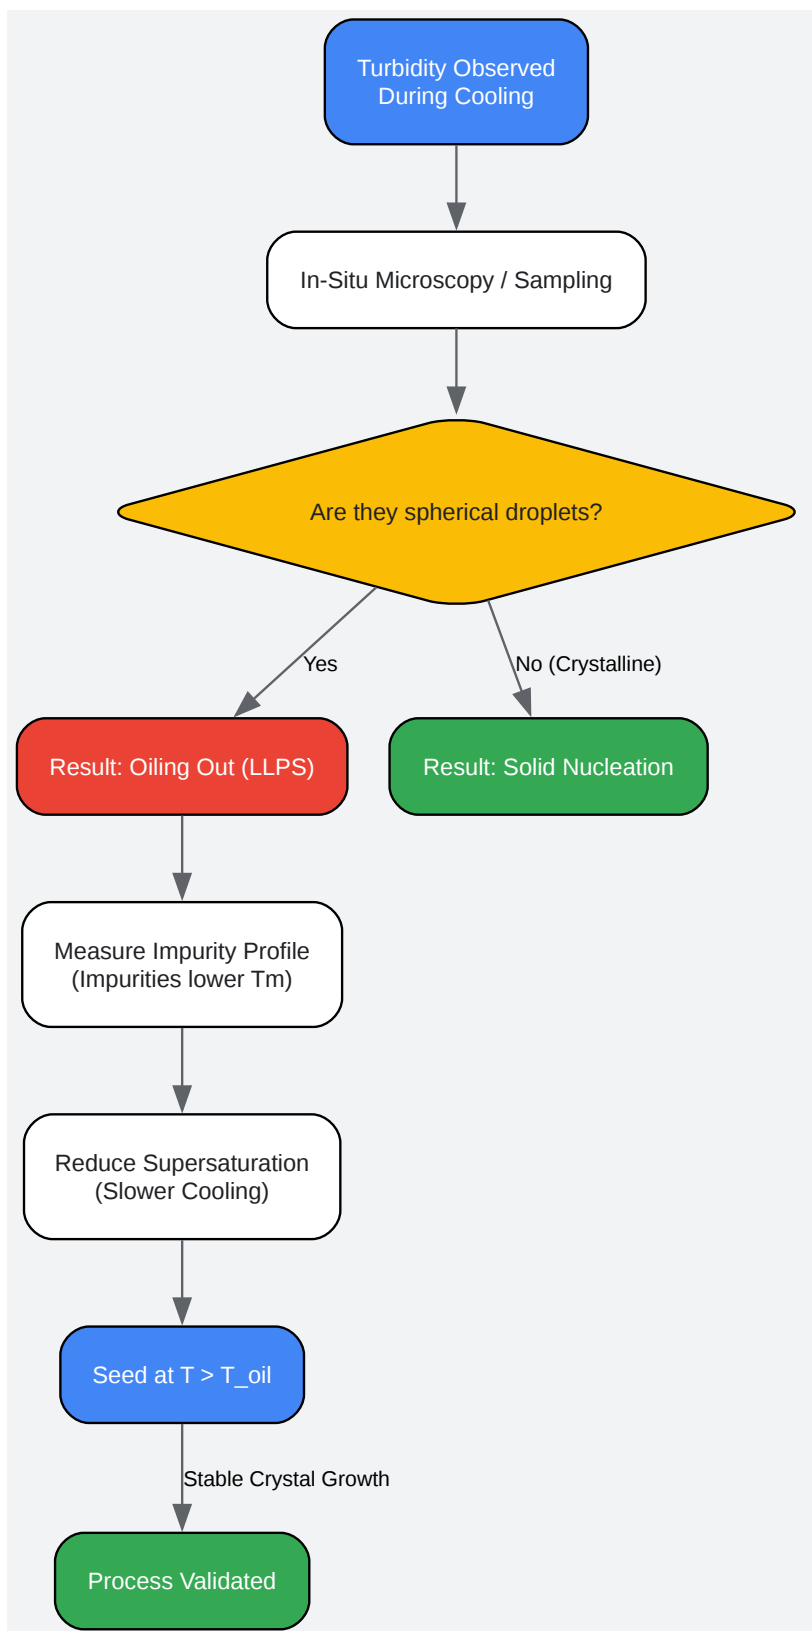 Turbidity Observed
During Cooling
In-Situ Microscopy / Sampling
Are they spherical droplets?
Yes
No (Crystalline)
Result: Oiling Out (LLPS)
Result: Solid Nucleation
Measure Impurity Profile
(Impurities lower Tm)
Reduce Supersaturation
(Slower Cooling)
Seed at T > T_oil
Stable Crystal Growth
Process Validated